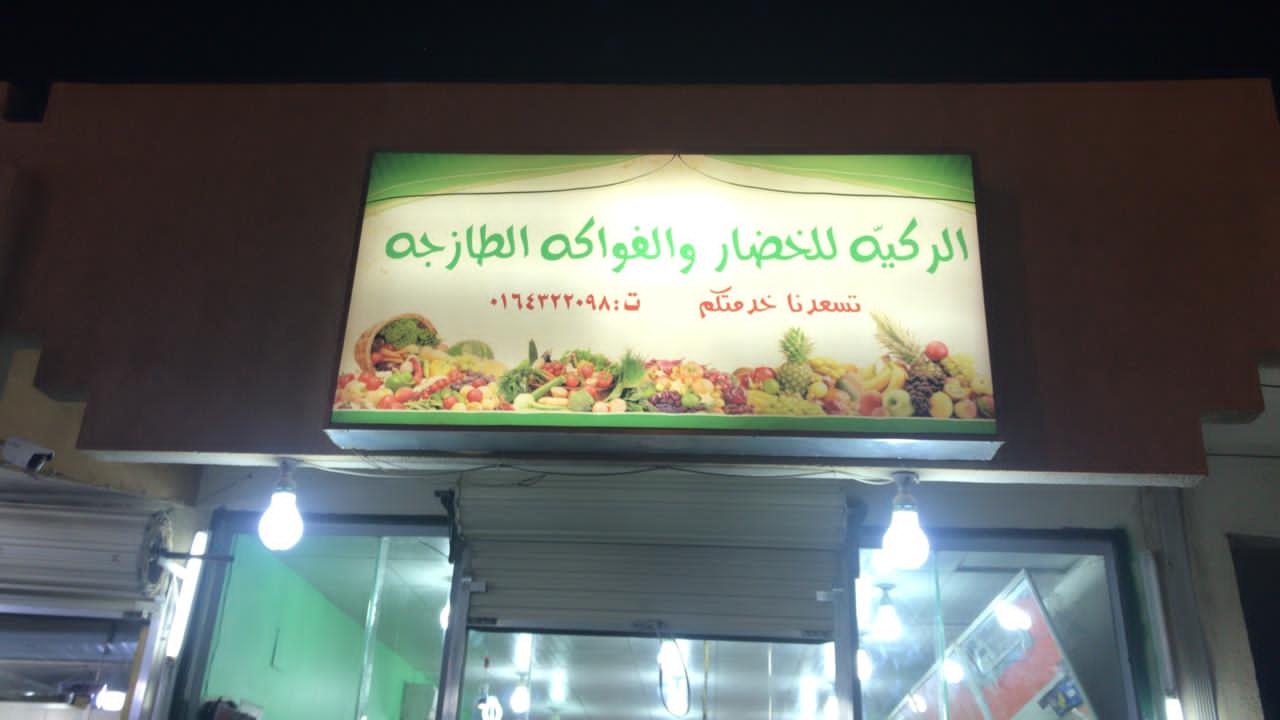 الركيّه للخضار والفواكه الطازجه
تسعدنا خدمتكم ت:٠١٦٤٣٢٢٠٩٨